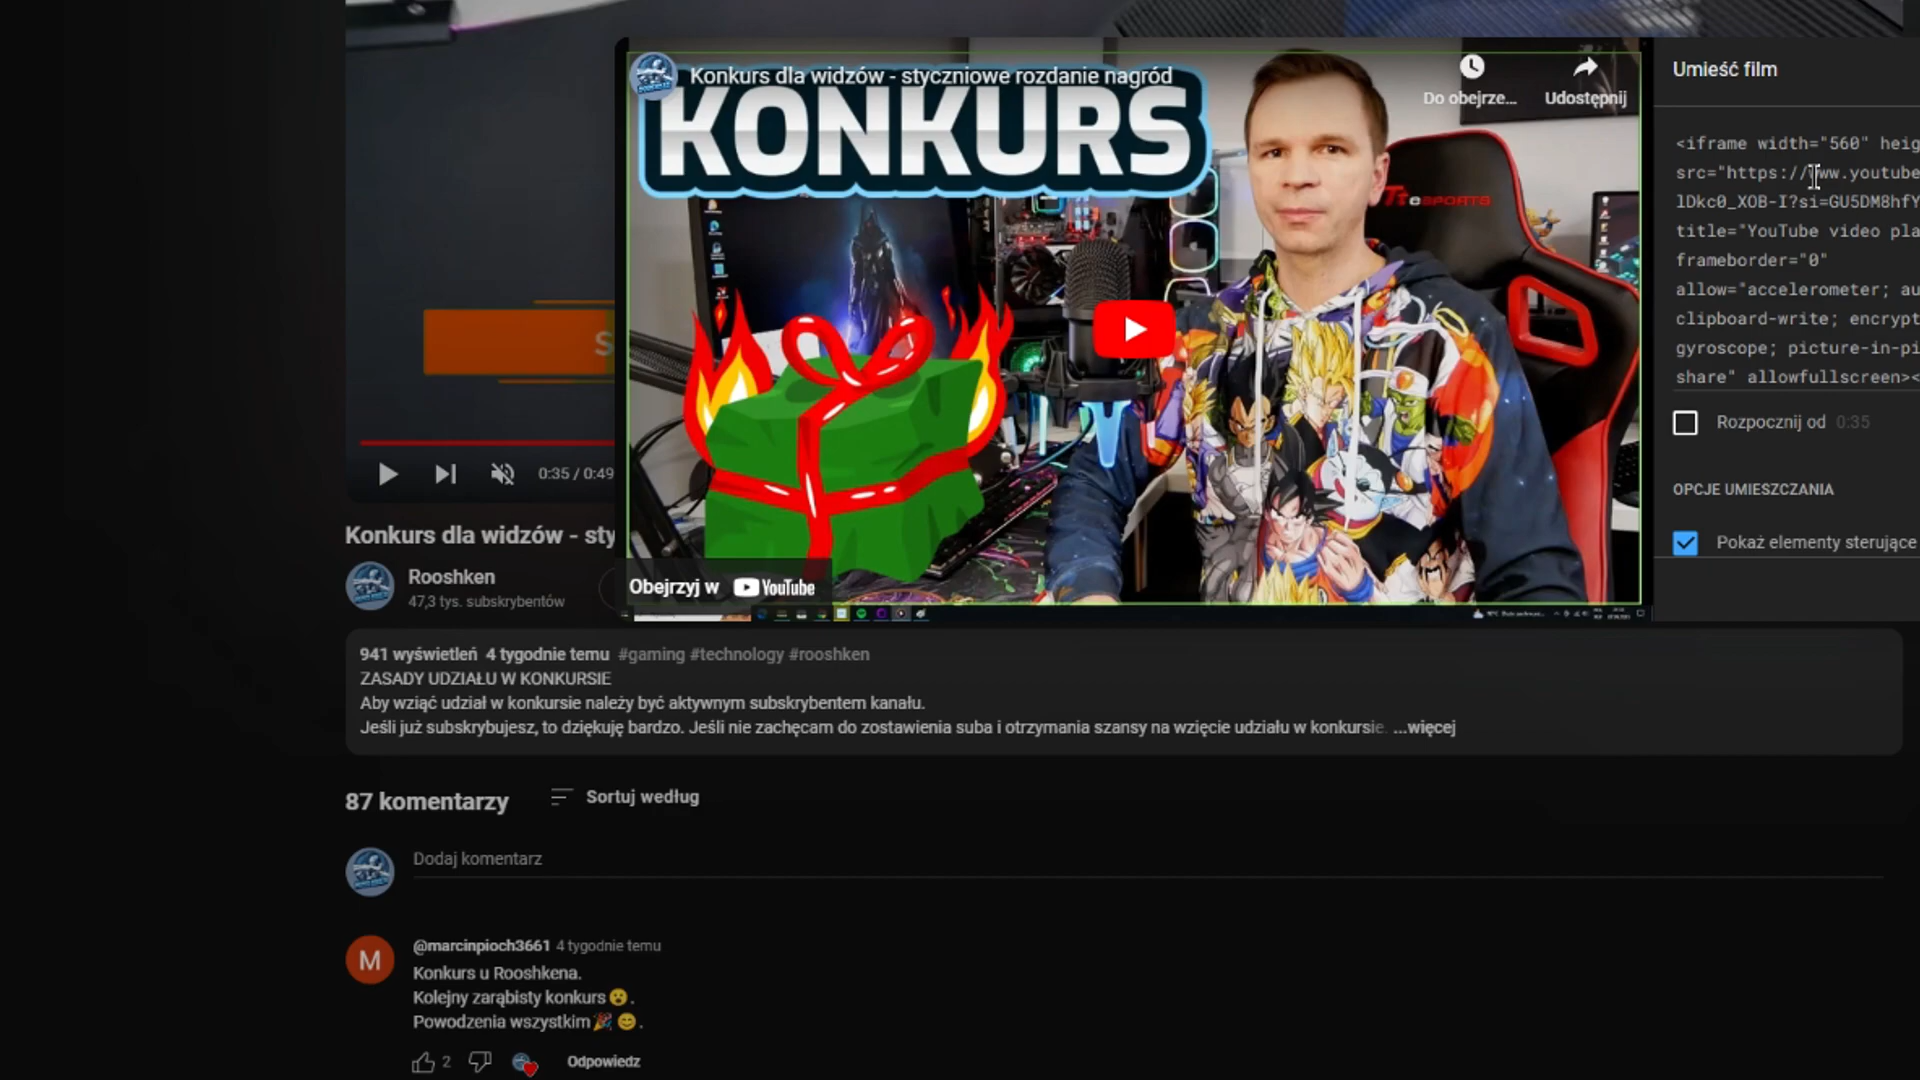 Konkurs dla widzów - styczniowe rozdanie nagród
Do obejrze...
Udostępnij
KONKURS
Tt eSPORTS
Obejrzyj w YouTube
Umieść film
<iframe width="560" heig
src="https://www.youtube
lDkc0_XOB-I?si=GU5DM8hfY
title="YouTube video pla
frameborder="0"
allow="accelerometer; au
clipboard-write; encrypt
gyroscope; picture-in-pi
share" allowfullscreen><
Rozpocznij od 0:35
OPCJE UMIESZCZANIA
Pokaż elementy sterujące
S
0:35 / 0:49
Konkurs dla widzów - sty
Rooshken
47,3 tys. subskrybentów
941 wyświetleń 4 tygodnie temu #gaming #technology #rooshken
ZASADY UDZIAŁU W KONKURSIE
Aby wziąć udział w konkursie należy być aktywnym subskrybentem kanału.
Jeśli już subskrybujesz, to dziękuję bardzo. Jeśli nie zachęcam do zostawienia suba i otrzymania szansy na wzięcie udziału w konkursie. ...więcej
87 komentarzy
Sortuj według
Dodaj komentarz
M
@marcinpioch3661 4 tygodnie temu
Konkurs u Rooshkena.
Kolejny zarąbisty konkurs😮.
Powodzenia wszystkim🎉😊.
2
Odpowiedz